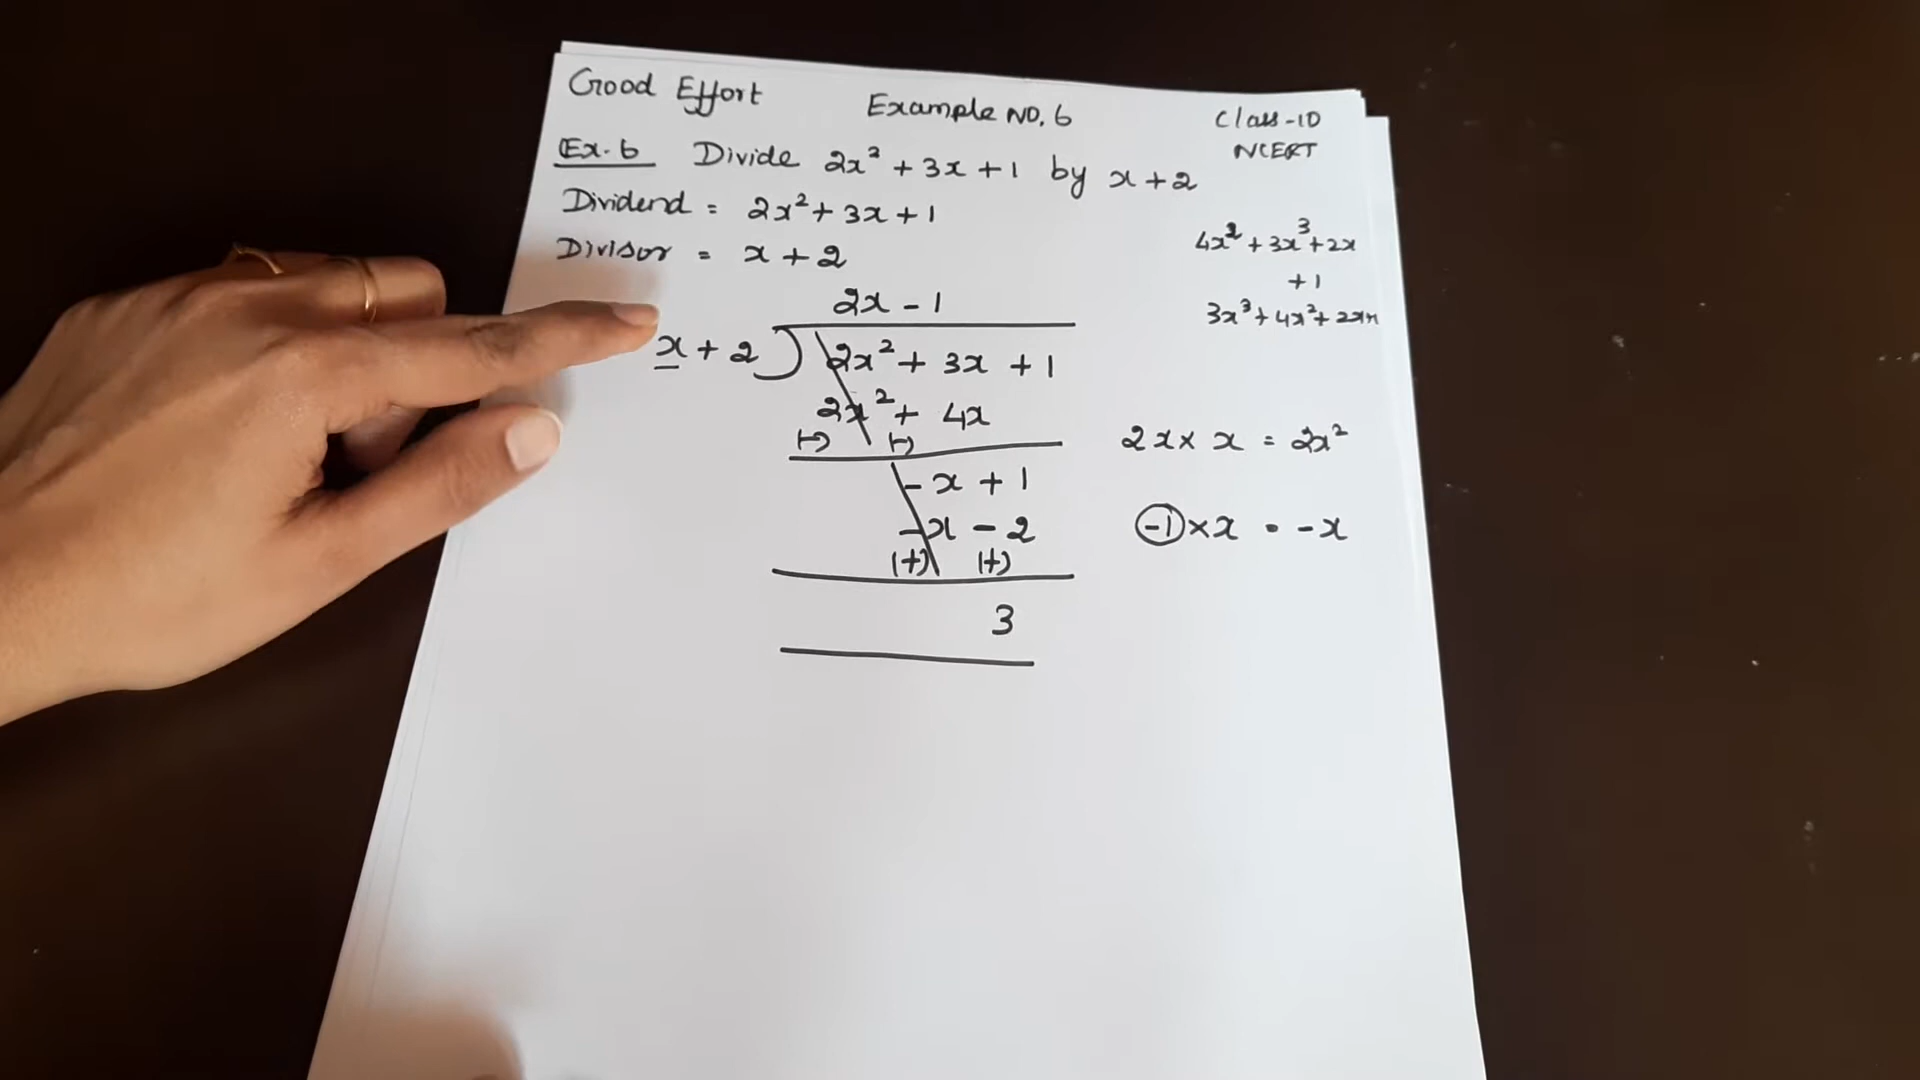 Good Effort
Example NO. 6
Class-10
NCERT
Ex.6 Divide 2x² + 3x + 1 by x + 2
Dividend = 2x² + 3x + 1
Divisor = x + 2
4x² + 3x³ + 2x
+ 1
3x³ + 4x² + 2x+1
2x - 1
x + 2 ) 2x² + 3x + 1
2x² + 4x
(-) (-)
2x × x = 2x²
- x + 1
-1 × x = -x
- x - 2
(+) (+)
3